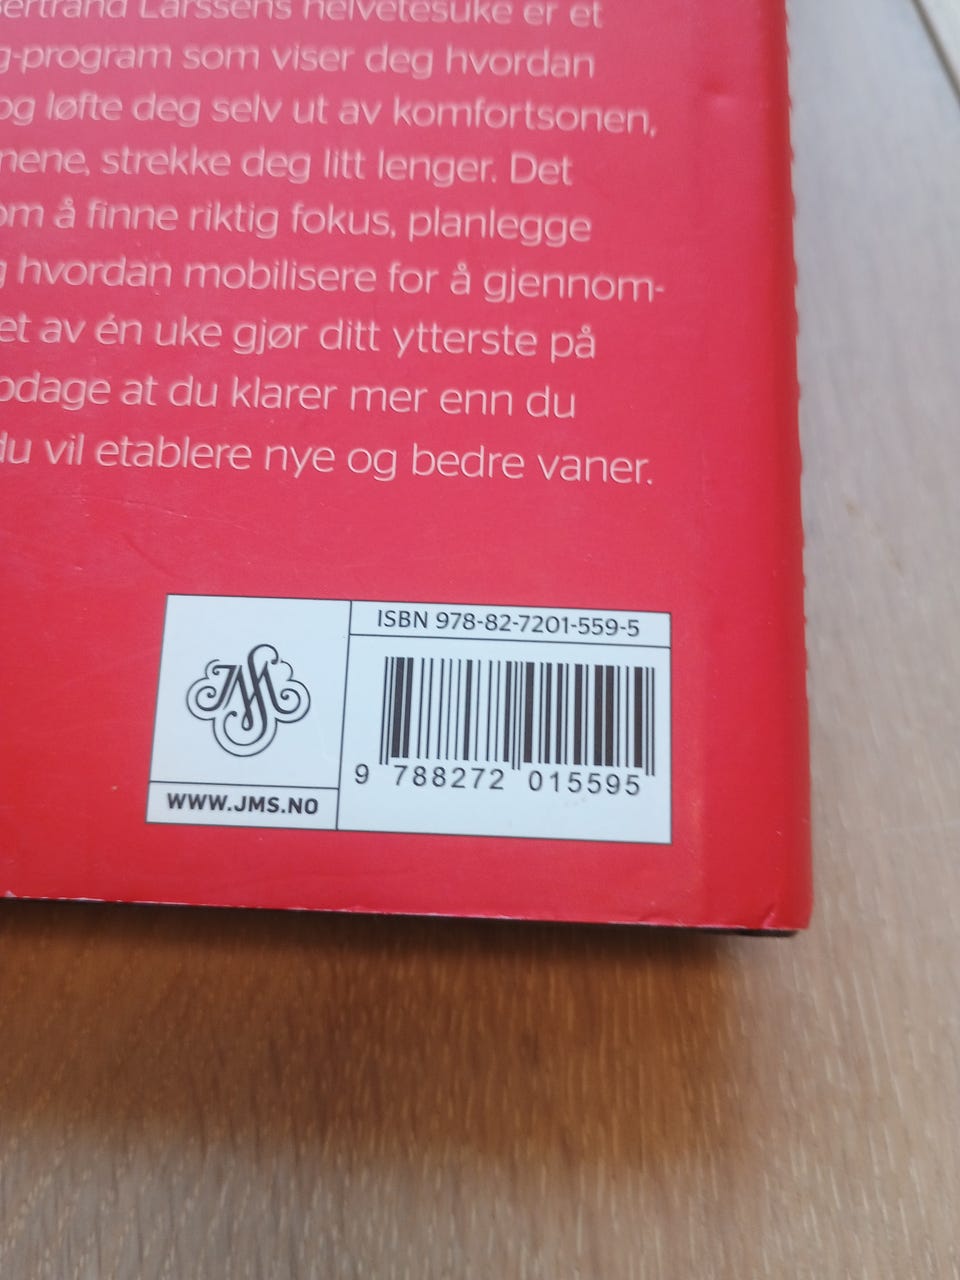 Bertrand Larssens helvetesuke er et
g-program som viser deg hvordan
og løfte deg selv ut av komfortsonen,
nene, strekke deg litt lenger. Det
om å finne riktig fokus, planlegge
g hvordan mobilisere for å gjennom-
et av én uke gjør ditt ytterste på
pdage at du klarer mer enn du
du vil etablere nye og bedre vaner.
ISBN 978-82-7201-559-5
JMS
9 788272 015595
WWW.JMS.NO